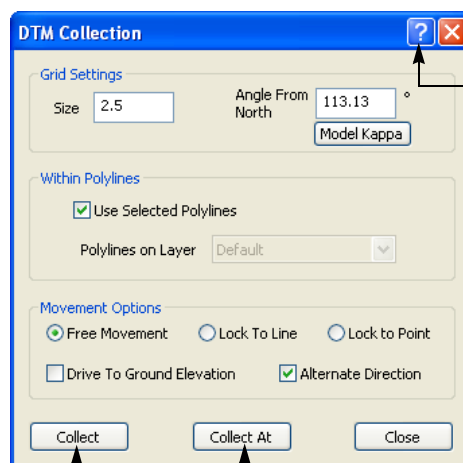 DTM Collection
Grid Settings
Size 2.5 Angle From North 113.13 °
Model Kappa
Within Polylines
Use Selected Polylines
Polylines on Layer Default
Movement Options
Free Movement Lock To Line Lock to Point
Drive To Ground Elevation Alternate Direction
Collect Collect At Close